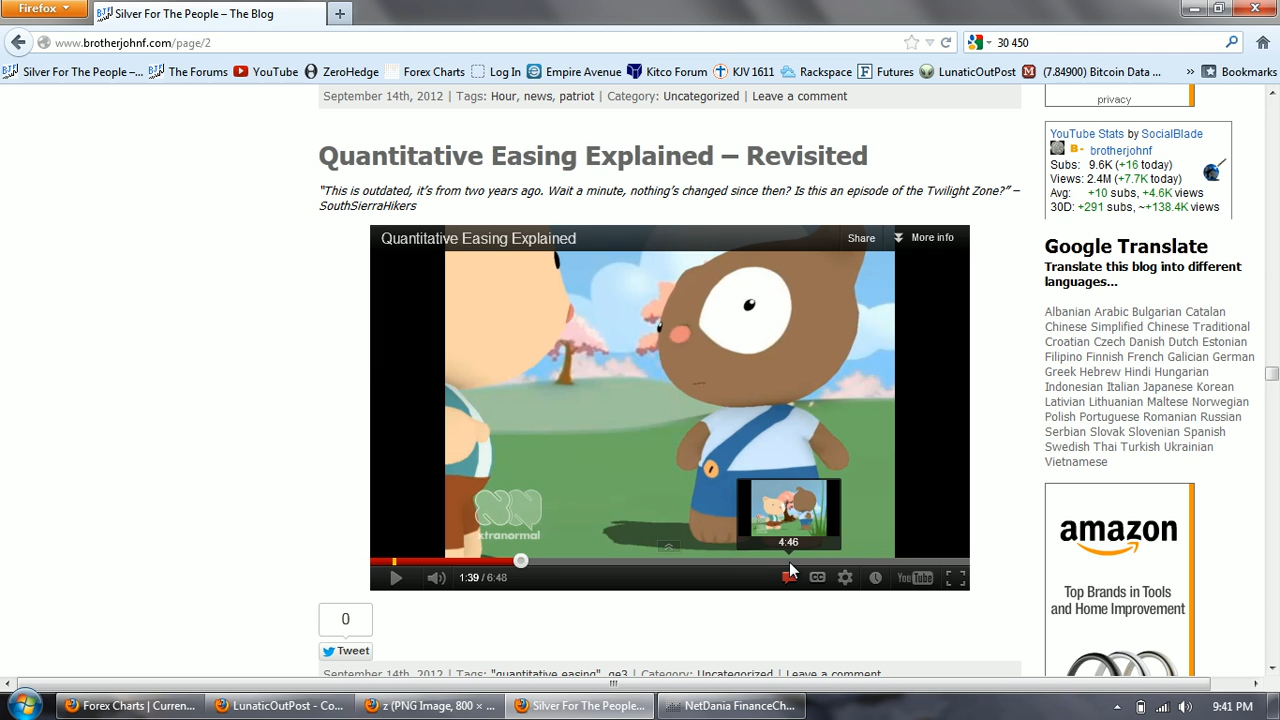 Firefox
Silver For The People – The Blog
www.brotherjohnf.com/page/2
30 450
Silver For The People –...
The Forums
YouTube
ZeroHedge
Forex Charts
Log In
Empire Avenue
Kitco Forum
KJV 1611
Rackspace
Futures
LunaticOutPost
(7.84900) Bitcoin Data ...
»
Bookmarks
September 14th, 2012 | Tags: Hour, news, patriot | Category: Uncategorized | Leave a comment
Quantitative Easing Explained – Revisited
"This is outdated, it's from two years ago. Wait a minute, nothing's changed since then? Is this an episode of the Twilight Zone?" –
SouthSierraHikers
Quantitative Easing Explained
Share
More info
xtranormal
4:46
1:39 / 6:48
CC
YouTube
0
Tweet
September 14th, 2012 | Tags: "quantitative easing", qe3 | Category: Uncategorized | Leave a comment
privacy
YouTube Stats by SocialBlade
B- brotherjohnf
Subs: 9.6K (+16 today)
Views: 2.4M (+7.7K today)
Avg: +10 subs, +4.6K views
30D: +291 subs, ~+138.4K views
Google Translate
Translate this blog into different
languages...
Albanian Arabic Bulgarian Catalan
Chinese Simplified Chinese Traditional
Croatian Czech Danish Dutch Estonian
Filipino Finnish French Galician German
Greek Hebrew Hindi Hungarian
Indonesian Italian Japanese Korean
Latvian Lithuanian Maltese Norwegian
Polish Portuguese Romanian Russian
Serbian Slovak Slovenian Spanish
Swedish Thai Turkish Ukrainian
Vietnamese
amazon
Top Brands in Tools
and Home Improvement
Forex Charts | Curren...
LunaticOutPost - Co...
z (PNG Image, 800 × ...
Silver For The People...
NetDania FinanceCh...
9:41 PM